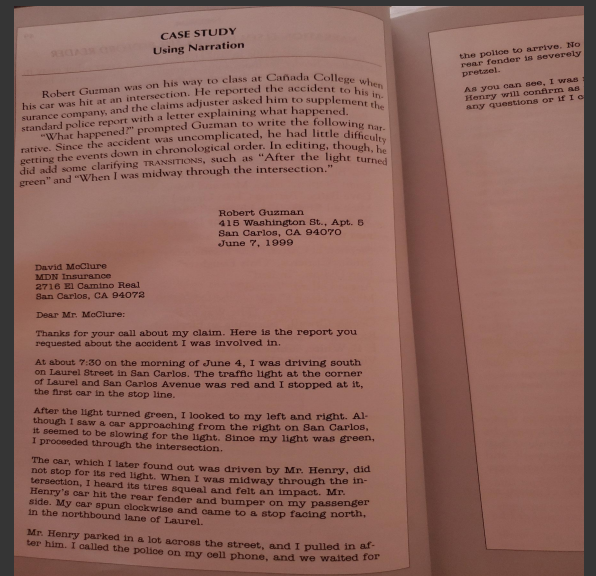 CASE STUDY
Using Narration
Robert Guzman was on his way to class at Cañada College when
his car was hit at an intersection. He reported the accident to his in-
surance company, and the claims adjuster asked him to supplement the
standard police report with a letter explaining what happened.
“What happened?” prompted Guzman to write the following nar-
rative. Since the accident was uncomplicated, he had little difficulty
getting the events down in chronological order. In editing, though, he
did add some clarifying TRANSITIONS, such as “After the light turned
green” and “When I was midway through the intersection.”
Robert Guzman
415 Washington St., Apt. 5
San Carlos, CA 94070
June 7, 1999
David McClure
MDN Insurance
2716 El Camino Real
San Carlos, CA 94072
Dear Mr. McClure:
Thanks for your call about my claim. Here is the report you
requested about the accident I was involved in.
At about 7:30 on the morning of June 4, I was driving south
on Laurel Street in San Carlos. The traffic light at the corner
of Laurel and San Carlos Avenue was red and I stopped at it,
the first car in the stop line.
After the light turned green, I looked to my left and right. Al-
though I saw a car approaching from the right on San Carlos,
it seemed to be slowing for the light. Since my light was green,
I proceeded through the intersection.
The car, which I later found out was driven by Mr. Henry, did
not stop for its red light. When I was midway through the in-
tersection, I heard its tires squeal and felt an impact. Mr.
Henry's car hit the rear fender and bumper on my passenger
side. My car spun clockwise and came to a stop facing north,
in the northbound lane of Laurel.
Mr. Henry parked in a lot across the street, and I pulled in af-
ter him. I called the police on my cell phone, and we waited for
the police to arrive. No
rear fender is severely
pretzel.
As you can see, I was
Henry will confirm as
any questions or if I c